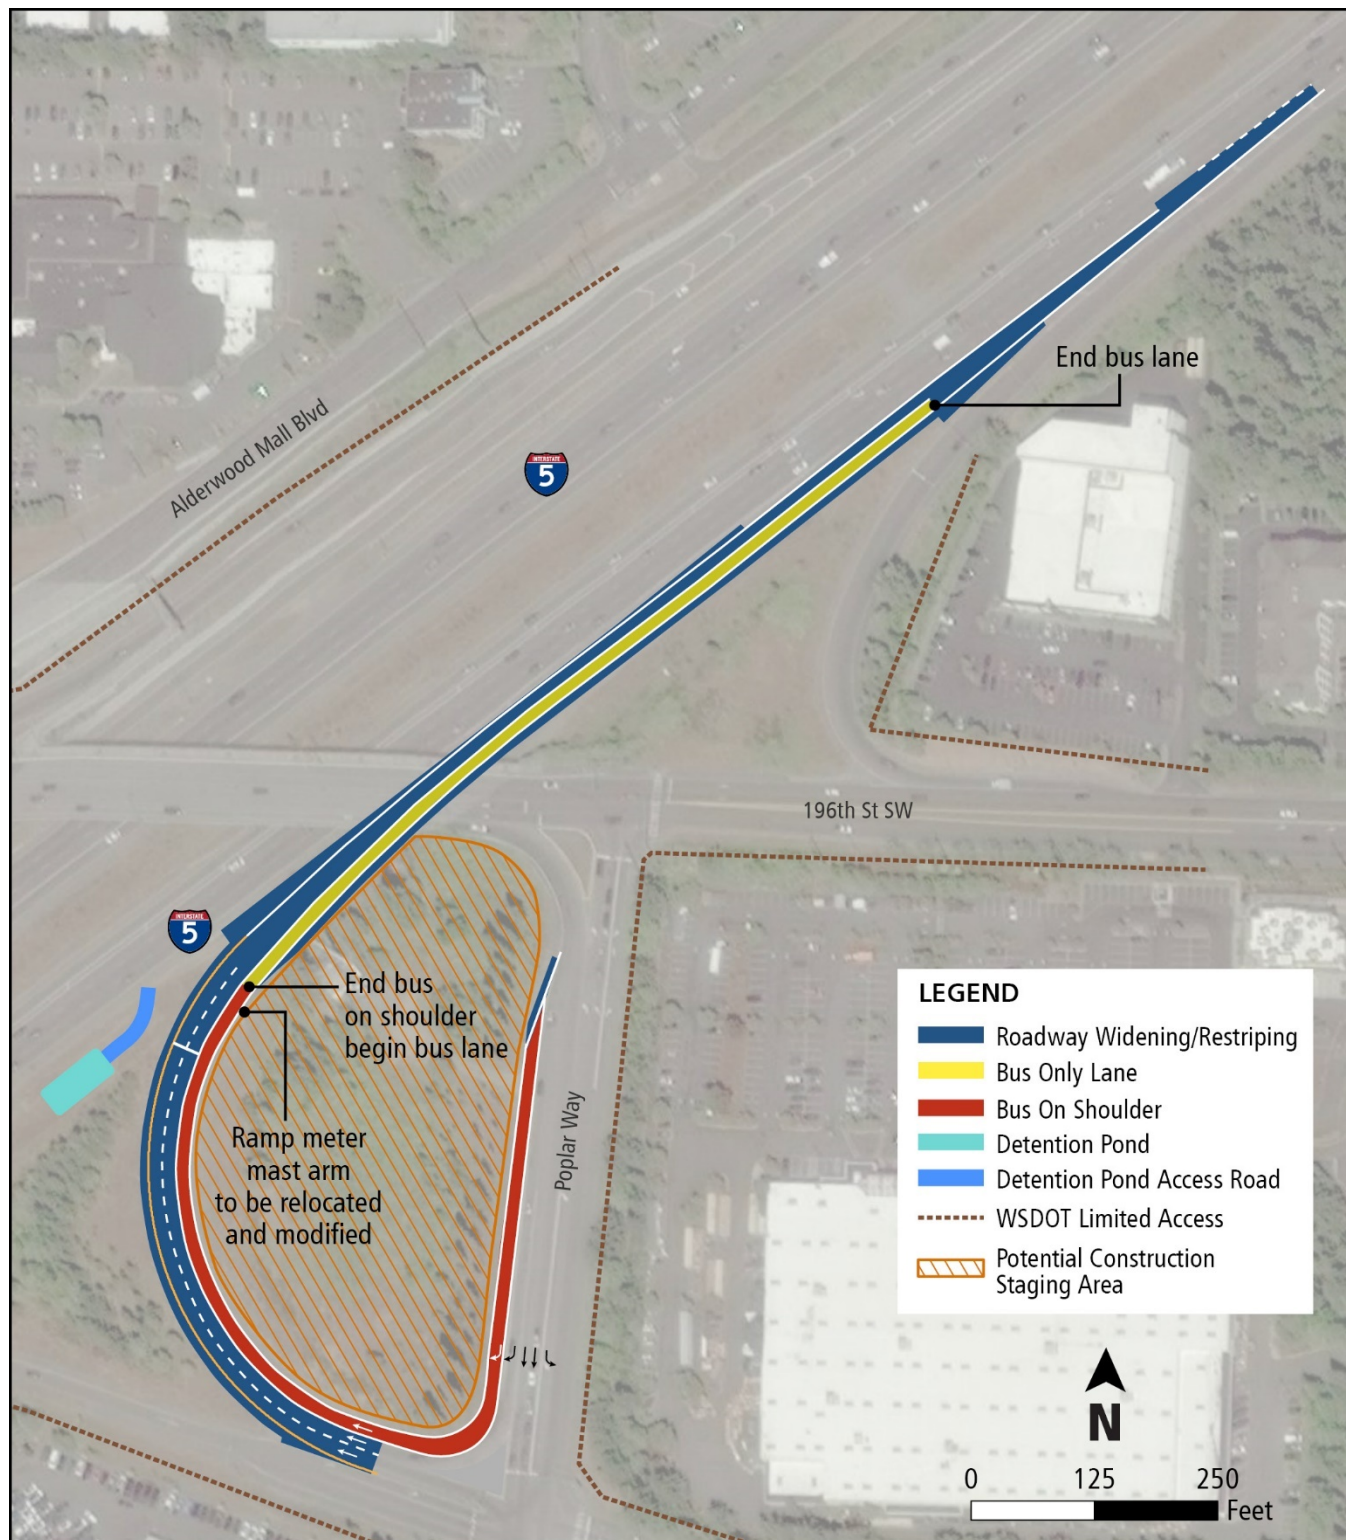 End bus lane
Alderwood Mall Blvd
INTERSTATE
5
196th St SW
INTERSTATE
5
End bus
on shoulder
begin bus lane
Ramp meter
mast arm
to be relocated
and modified
Poplar Way
LEGEND
Roadway Widening/Restriping
Bus Only Lane
Bus On Shoulder
Detention Pond
Detention Pond Access Road
WSDOT Limited Access
Potential Construction
Staging Area
N
0 125 250
Feet